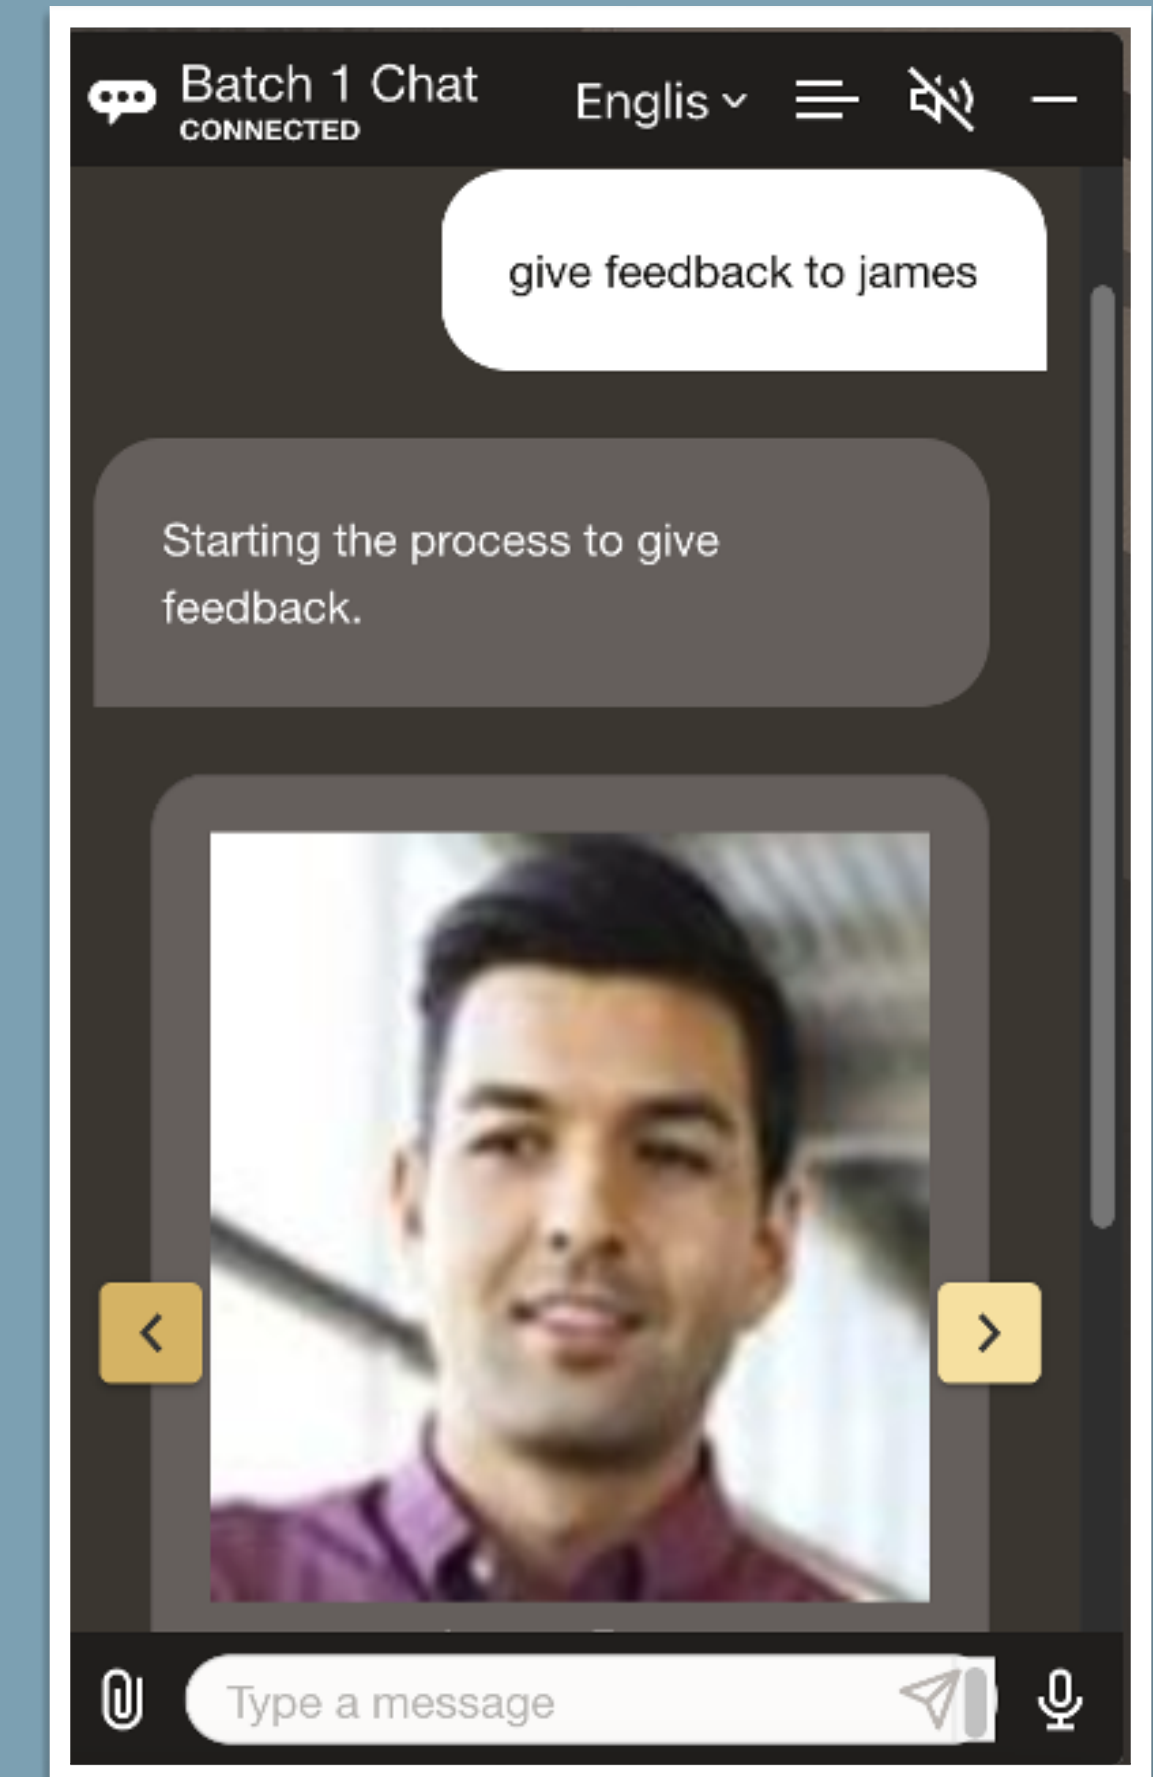 Batch 1 Chat
CONNECTED
Englis
give feedback to james
Starting the process to give
feedback.
Type a message